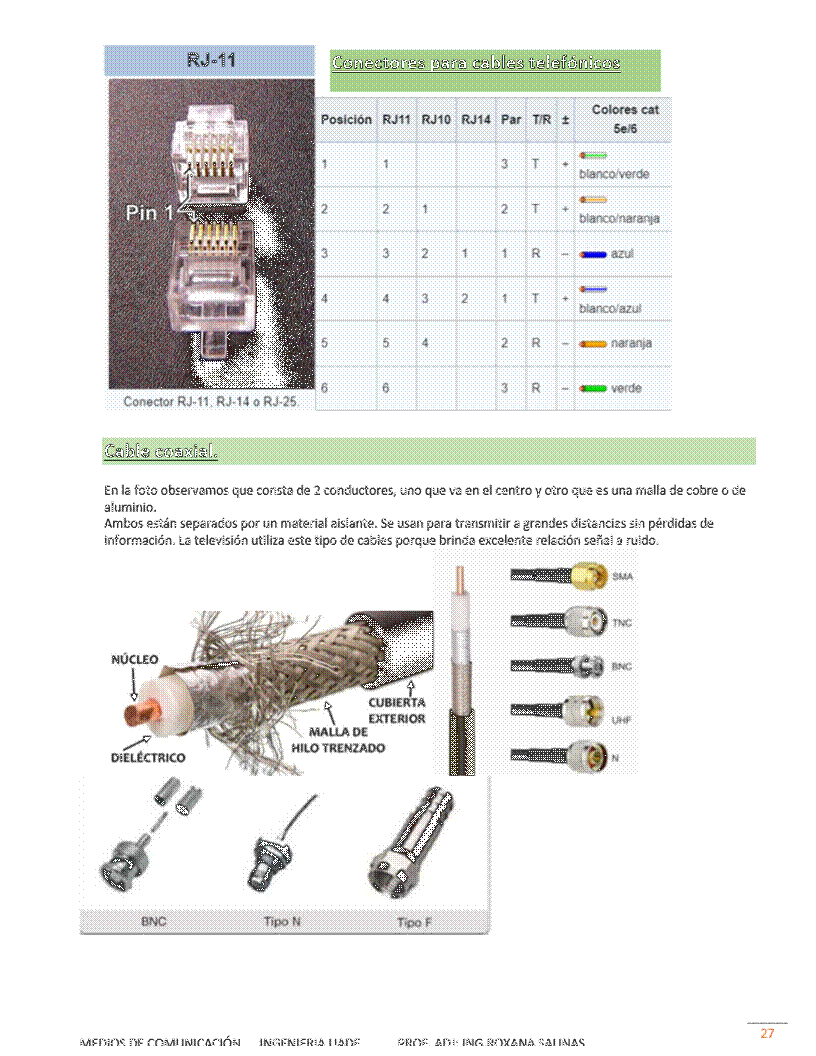 RJ-11
Conectores para cables telefónicos
Posición RJ11 RJ10 RJ14 Par T/R ± Colores cat 5e/6
1 1 3 T + blanco/verde
2 2 1 2 T + blanco/naranja
3 3 2 1 1 R – azul
4 4 3 2 1 T + blanco/azul
5 5 4 2 R – naranja
6 6 3 R – verde
Pin 1
Conector RJ-11, RJ-14 o RJ-25.
Cable coaxial.
En la foto observamos que consta de 2 conductores, uno que va en el centro y otro que es una malla de cobre o de
aluminio.
Ambos están separados por un material aislante. Se usan para transmitir a grandes distancias sin pérdidas de
información. La televisión utiliza este tipo de cables porque brinda excelente relación señal a ruido.
NÚCLEO
DIELÉCTRICO
MALLA DE
HILO TRENZADO
CUBIERTA
EXTERIOR
SMA
TNC
BNC
UHF
N
BNC Tipo N Tipo F
27
MEDIOS DE COMUNICACIÓN INGENIERIA UADE PROF. ADJ: ING ROXANA SALINAS